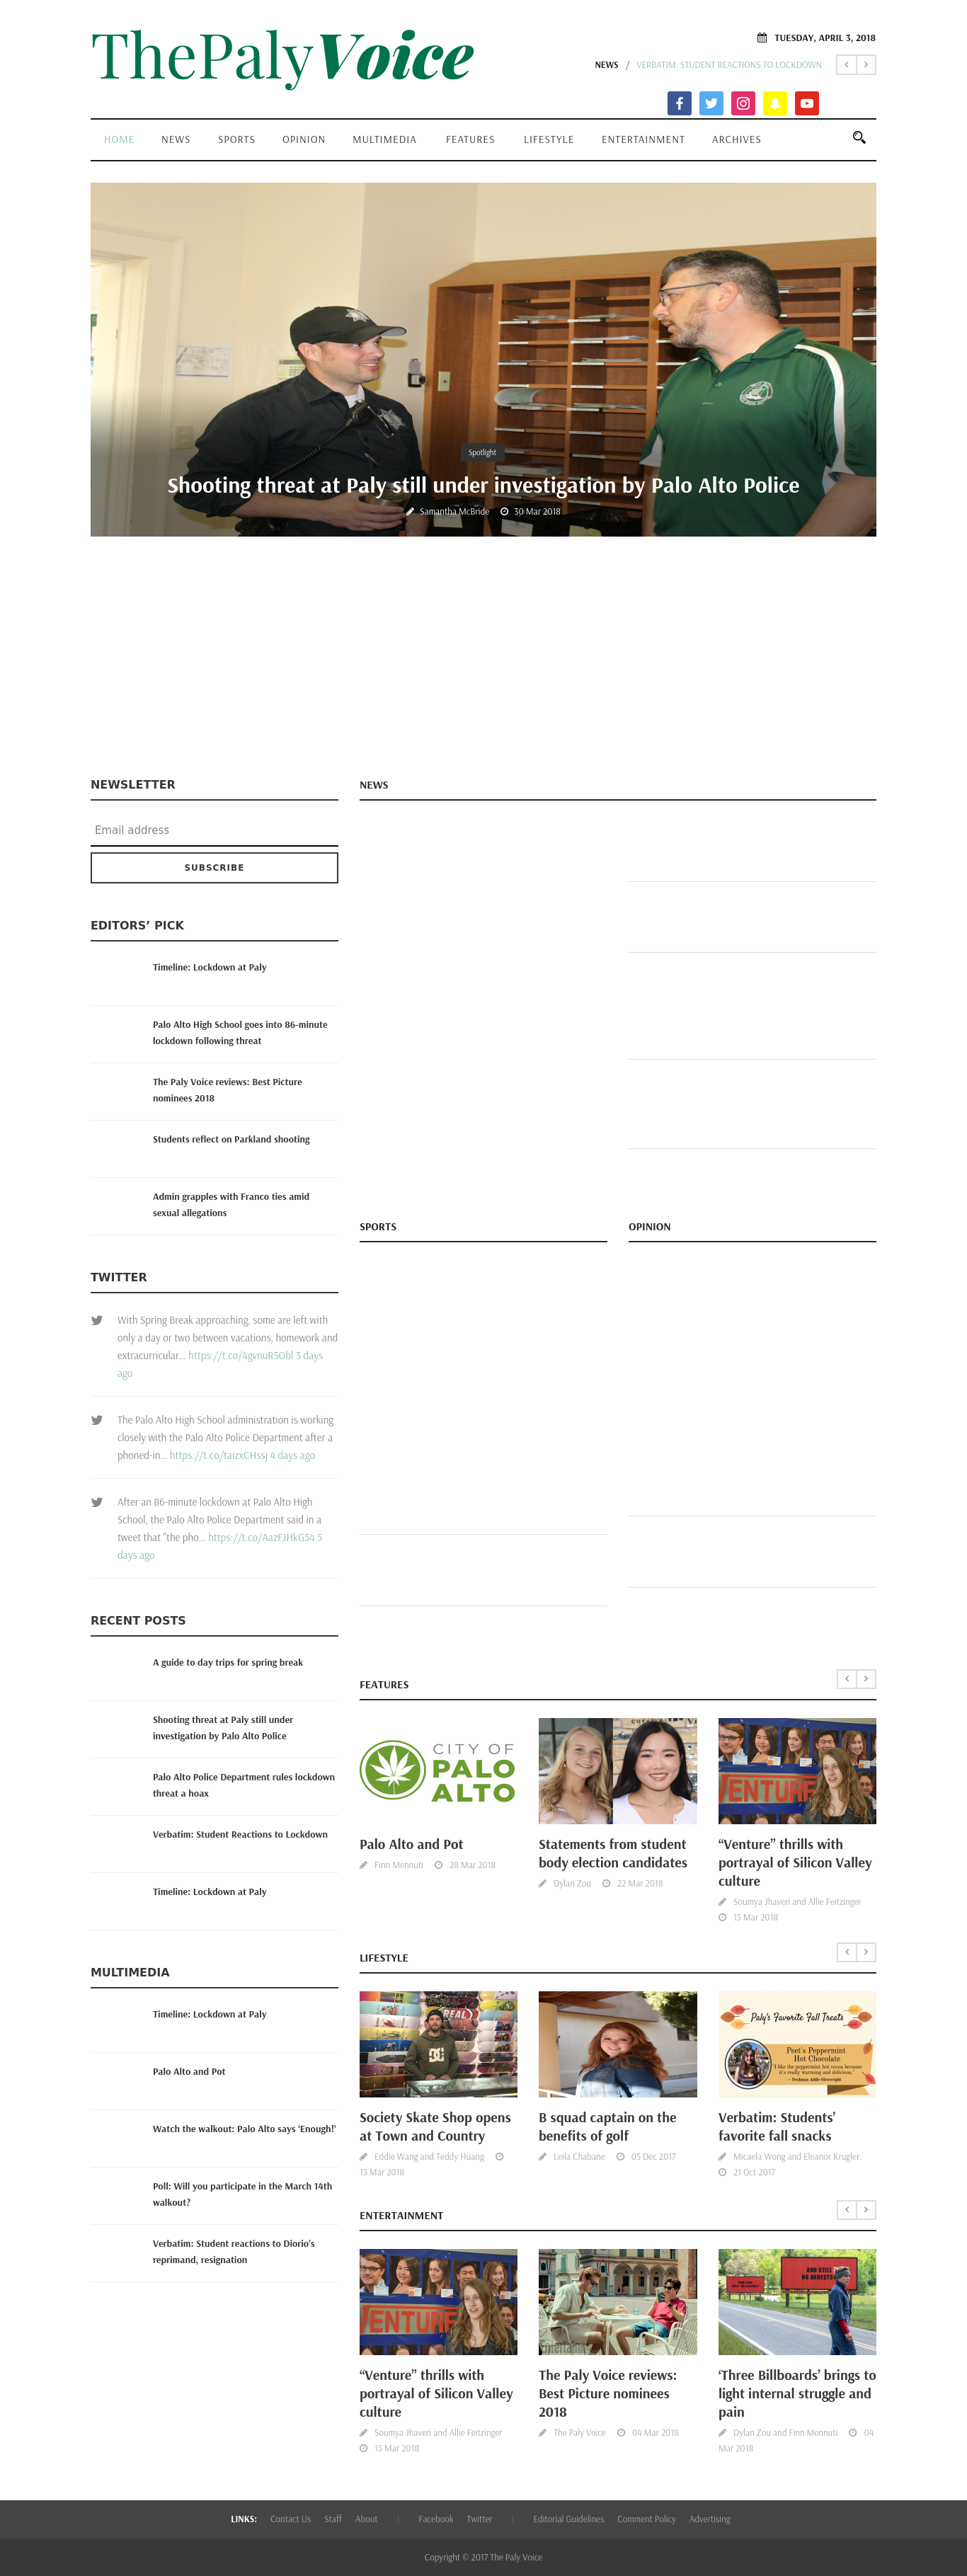 ThePalyVoice
TUESDAY, APRIL 3, 2018
NEWS / VERBATIM: STUDENT REACTIONS TO LOCKDOWN
HOME NEWS SPORTS OPINION MULTIMEDIA FEATURES LIFESTYLE ENTERTAINMENT ARCHIVES
Spotlight
Shooting threat at Paly still under investigation by Palo Alto Police
Samantha McBride 30 Mar 2018
NEWSLETTER
Email address
SUBSCRIBE
EDITORS’ PICK
Timeline: Lockdown at Paly
Palo Alto High School goes into 86-minute
lockdown following threat
The Paly Voice reviews: Best Picture
nominees 2018
Students reflect on Parkland shooting
Admin grapples with Franco ties amid
sexual allegations
TWITTER
With Spring Break approaching, some are left with
only a day or two between vacations, homework and
extracurricular... https://t.co/4gvnuR5Obl 3 days
ago
The Palo Alto High School administration is working
closely with the Palo Alto Police Department after a
phoned-in... https://t.co/taizxCHssj 4 days ago
After an 86-minute lockdown at Palo Alto High
School, the Palo Alto Police Department said in a
tweet that "the pho... https://t.co/AazFJHkG54 5
days ago
RECENT POSTS
A guide to day trips for spring break
Shooting threat at Paly still under
investigation by Palo Alto Police
Palo Alto Police Department rules lockdown
threat a hoax
Verbatim: Student Reactions to Lockdown
Timeline: Lockdown at Paly
MULTIMEDIA
Timeline: Lockdown at Paly
Palo Alto and Pot
Watch the walkout: Palo Alto says ‘Enough!’
Poll: Will you participate in the March 14th
walkout?
Verbatim: Student reactions to Diorio’s
reprimand, resignation
NEWS
SPORTS
OPINION
FEATURES
CITY OF
PALO
ALTO
VENTURE
Palo Alto and Pot
Finn Mennuti 28 Mar 2018
Statements from student
body election candidates
Dylan Zou 22 Mar 2018
“Venture” thrills with
portrayal of Silicon Valley
culture
Soumya Jhaveri and Allie Feitzinger
15 Mar 2018
LIFESTYLE
REAL
DC
Paly's Favorite Fall Treats
Peet's Peppermint
Hot Chocolate
"I like the peppermint hot cocoa because
it's really warming and delicious."
Society Skate Shop opens
at Town and Country
Eddie Wang and Teddy Huang
13 Mar 2018
B squad captain on the
benefits of golf
Leila Chabane 05 Dec 2017
Verbatim: Students’
favorite fall snacks
Micaela Wong and Eleanor Krugler
21 Oct 2017
ENTERTAINMENT
VENTURE
AND STILL
NO ARRESTS?
“Venture” thrills with
portrayal of Silicon Valley
culture
Soumya Jhaveri and Allie Feitzinger
15 Mar 2018
The Paly Voice reviews:
Best Picture nominees
2018
The Paly Voice 04 Mar 2018
‘Three Billboards’ brings to
light internal struggle and
pain
Dylan Zou and Finn Mennuti 04
Mar 2018
LINKS: Contact Us Staff About | Facebook Twitter | Editorial Guidelines Comment Policy Advertising
Copyright © 2017 The Paly Voice